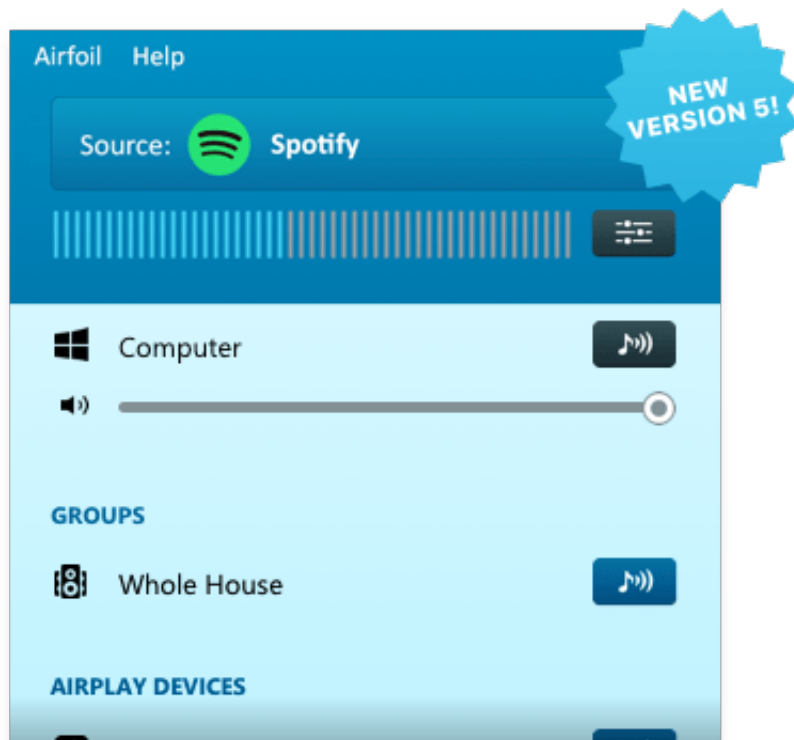 Airfoil Help
NEW
VERSION 5!
Source: Spotify
Computer
GROUPS
Whole House
AIRPLAY DEVICES